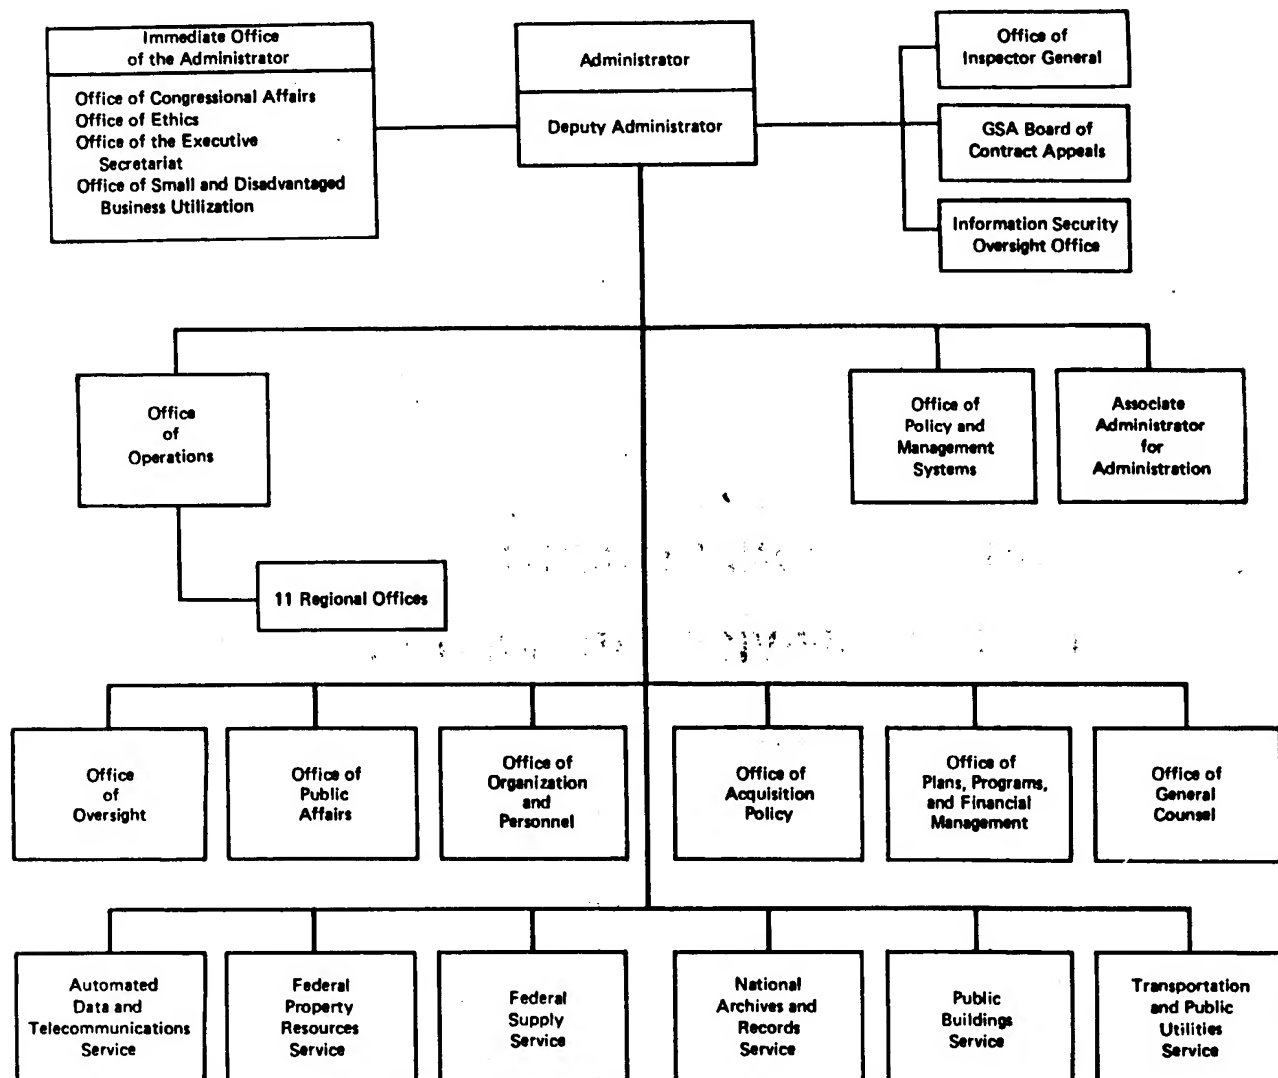 Immediate Office
of the Administrator
Office of Congressional Affairs
Office of Ethics
Office of the Executive
Secretariat
Office of Small and Disadvantaged
Business Utilization
Administrator
Deputy Administrator
Office of
Inspector General
GSA Board of
Contract Appeals
Information Security
Oversight Office
Office
of
Operations
Office of
Policy and
Management
Systems
Associate
Administrator
for
Administration
11 Regional Offices
Office
of
Oversight
Office of
Public
Affairs
Office of
Organization
and
Personnel
Office of
Acquisition
Policy
Office of
Plans, Programs,
and Financial
Management
Office of
General
Counsel
Automated
Data and
Telecommunications
Service
Federal
Property
Resources
Service
Federal
Supply
Service
National
Archives and
Records
Service
Public
Buildings
Service
Transportation
and Public
Utilities
Service